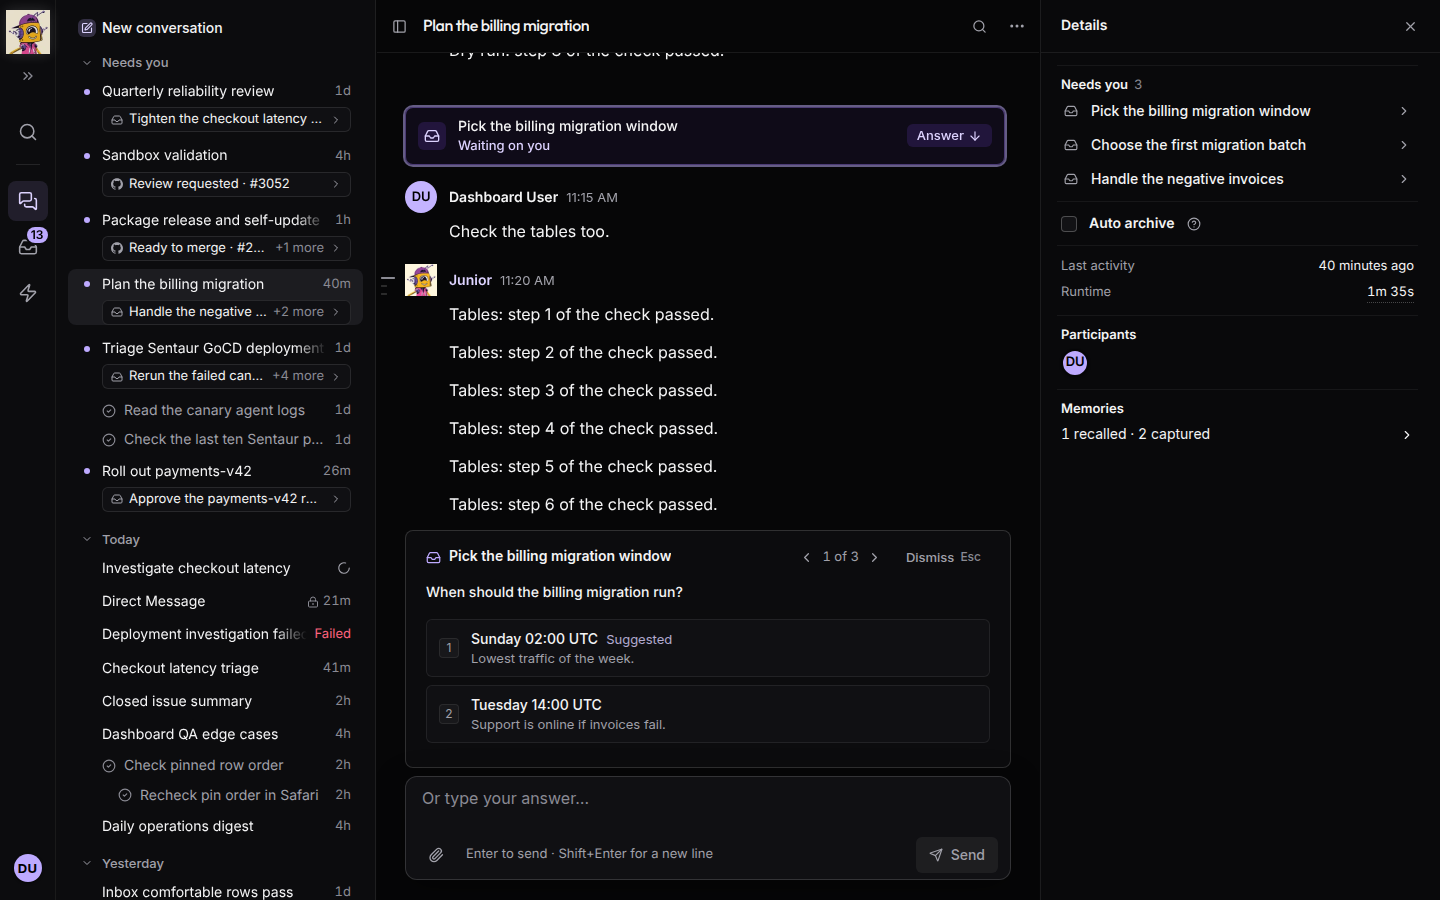 New conversation
Needs you
Quarterly reliability review 1d
Tighten the checkout latency ...
Sandbox validation 4h
Review requested · #3052
Package release and self-update 1h
Ready to merge · #2... +1 more
13
Plan the billing migration 40m
Handle the negative ... +2 more
Triage Sentaur GoCD deployment 1d
Rerun the failed can... +4 more
Read the canary agent logs 1d
Check the last ten Sentaur p... 1d
Roll out payments-v42 26m
Approve the payments-v42 r...
Today
Investigate checkout latency
Direct Message 21m
Deployment investigation failed Failed
Checkout latency triage 41m
Closed issue summary 2h
Dashboard QA edge cases 4h
Check pinned row order 2h
Recheck pin order in Safari 2h
Daily operations digest 4h
Yesterday
Inbox comfortable rows pass 1d
DU
Plan the billing migration
Pick the billing migration window
Waiting on you
Answer ↓
DU
Dashboard User 11:15 AM
Check the tables too.
Junior 11:20 AM
Tables: step 1 of the check passed.
Tables: step 2 of the check passed.
Tables: step 3 of the check passed.
Tables: step 4 of the check passed.
Tables: step 5 of the check passed.
Tables: step 6 of the check passed.
Pick the billing migration window 1 of 3 Dismiss Esc
When should the billing migration run?
1 Sunday 02:00 UTC Suggested
Lowest traffic of the week.
2 Tuesday 14:00 UTC
Support is online if invoices fail.
Or type your answer...
Enter to send · Shift+Enter for a new line
Send
Details
Needs you 3
Pick the billing migration window
Choose the first migration batch
Handle the negative invoices
Auto archive
Last activity 40 minutes ago
Runtime 1m 35s
Participants
DU
Memories
1 recalled · 2 captured